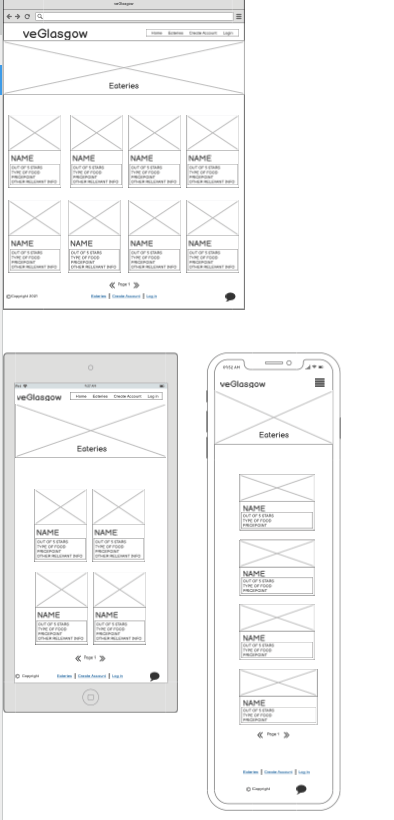 veGlasgow
veGlasgow
Home Eateries Create Account Log in
Eateries
NAME NAME NAME NAME
OUT OF 5 STARS OUT OF 5 STARS OUT OF 5 STARS OUT OF 5 STARS
TYPE OF FOOD TYPE OF FOOD TYPE OF FOOD TYPE OF FOOD
PRICEPOINT PRICEPOINT PRICEPOINT PRICEPOINT
OTHER RELEVANT INFO OTHER RELEVANT INFO OTHER RELEVANT INFO OTHER RELEVANT INFO
NAME NAME NAME NAME
OUT OF 5 STARS OUT OF 5 STARS OUT OF 5 STARS OUT OF 5 STARS
TYPE OF FOOD TYPE OF FOOD TYPE OF FOOD TYPE OF FOOD
PRICEPOINT PRICEPOINT PRICEPOINT PRICEPOINT
OTHER RELEVANT INFO OTHER RELEVANT INFO OTHER RELEVANT INFO OTHER RELEVANT INFO
Page 1
©Copyright 2021 Eateries | Create Account | Log in
veGlasgow Home Eateries Create Account Log in
Eateries
NAME NAME
OUT OF 5 STARS OUT OF 5 STARS
TYPE OF FOOD TYPE OF FOOD
PRICEPOINT PRICEPOINT
OTHER RELEVANT INFO OTHER RELEVANT INFO
NAME NAME
OUT OF 5 STARS OUT OF 5 STARS
TYPE OF FOOD TYPE OF FOOD
PRICEPOINT PRICEPOINT
OTHER RELEVANT INFO OTHER RELEVANT INFO
Page 1
© Copyright Eateries | Create Account | Log in
veGlasgow
Eateries
NAME
OUT OF 5 STARS
TYPE OF FOOD
PRICEPOINT
NAME
OUT OF 5 STARS
TYPE OF FOOD
PRICEPOINT
NAME
OUT OF 5 STARS
TYPE OF FOOD
PRICEPOINT
NAME
OUT OF 5 STARS
TYPE OF FOOD
PRICEPOINT
Page 1
Eateries | Create Account | Log in
© Copyright